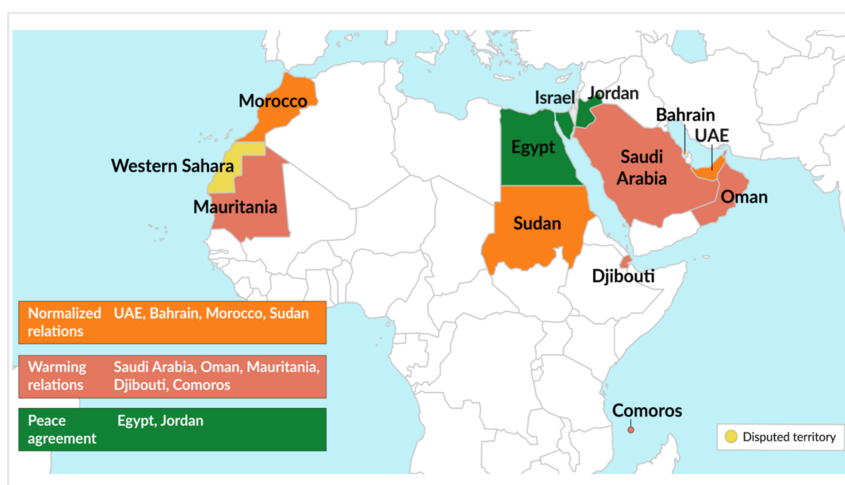 Morocco
Israel
Jordan
Bahrain
UAE
Egypt
Saudi
Arabia
Western Sahara
Mauritania
Oman
Sudan
Djibouti
Normalized UAE, Bahrain, Morocco, Sudan
relations
Warming Saudi Arabia, Oman, Mauritania,
relations Djibouti, Comoros
Peace Egypt, Jordan
agreement
Comoros
Disputed territory